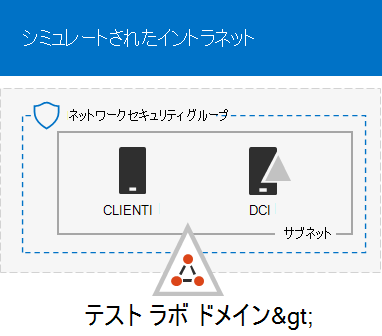 シミュレートされたイントラネット
ネットワークセキュリティグループ
CLIENTI
DCI
サブネット
テスト ラボ ドメイン&gt;